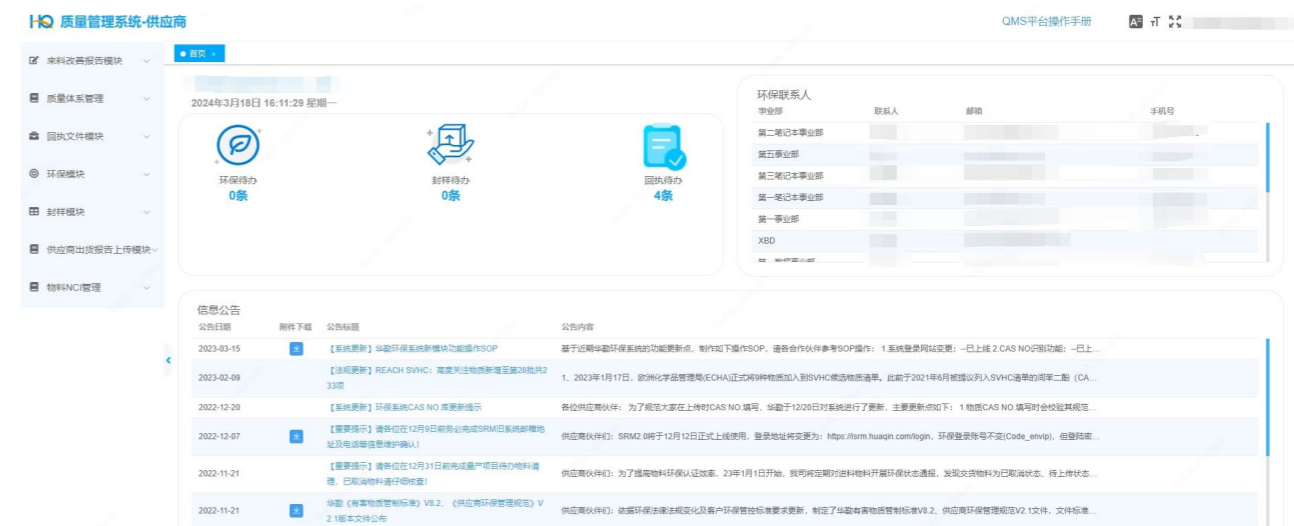 HQ 质量管理系统-供应商
QMS平台操作手册
来料改善报告模块
质量体系管理
回执文件模块
环保模块
封样模块
供应商出货报告上传模块
物料NCI管理
首页
2024年3月18日 16:11:29 星期一
环保待办
0条
封样待办
0条
回执待办
4条
环保联系人
事业部 联系人 邮箱 手机号
第二笔记本事业部
第五事业部
第三笔记本事业部
第一笔记本事业部
第一事业部
XBD
信息公告
公告日期 附件下载 公告标题 公告内容
2023-03-15 【系统更新】华勤环保系统新模块功能操作SOP 基于近期华勤环保系统的功能更新点，制作如下操作SOP，请各合作伙伴参考SOP操作： 1.系统登录网站变更；--已上线 2.CAS NO识别功能；--已上...
2023-02-09 【法规更新】REACH SVHC：高度关注物质新增至第28批共2
33项
1、2023年1月17日，欧洲化学品管理局(ECHA)正式将9种物质加入到SVHC候选物质清单。此前于2021年6月被提议列入SVHC清单的间苯二酚（CA...
2022-12-20 【系统更新】环保系统CAS NO.库更新提示 各位供应商伙伴： 为了规范大家在上传时CAS NO.填写，华勤于12/20日对系统进行了更新，主要更新点如下： 1.物质CAS NO.填写时会校验其规范...
2022-12-07 【重要提示】请各位在12月9日前务必完成SRM旧系统邮箱地
址及电话等信息维护确认！
供应商伙伴们：SRM2.0将于12月12日正式上线使用，登录地址将变更为：https://isrm.huaqin.com/login，环保登录账号不变(Code_envip)，但登陆密...
2022-11-21 【重要提示】请各位在12月31日前完成量产项目待办物料清
理，已取消物料请仔细核查！
供应商伙伴们：为了提高物料环保认证效率，23年1月1日开始，我司将定期对进料物料开展环保状态通报，发现交货物料为已取消状态、待上传状态...
2022-11-21 华勤《有害物质管制标准》V8.2、《供应商环保管理规范》V
2.1版本文件公布
供应商伙伴们：依据环保法律法规变化及客户环保管控标准要求更新，制定了华勤有害物质管制标准V8.2、供应商环保管理规范V2.1文件，文件标准...